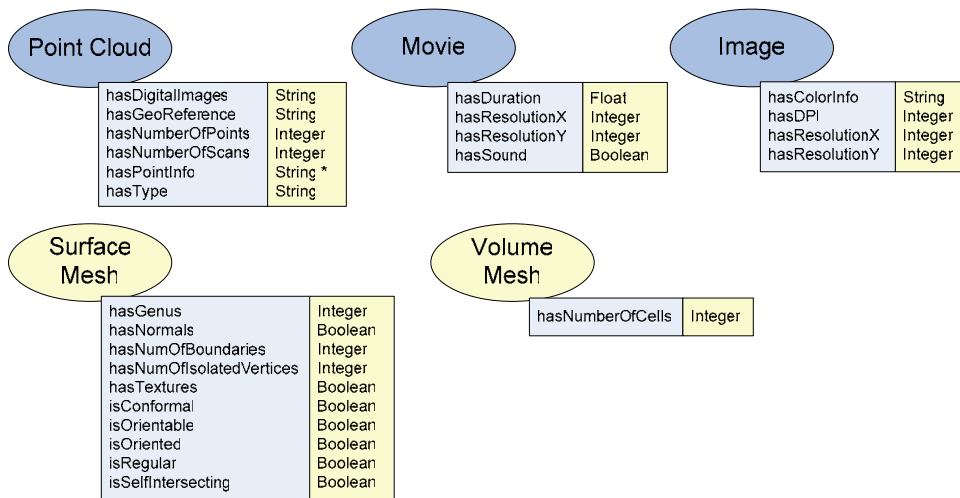 Point Cloud
hasDigitalImages String
hasGeoReference String
hasNumberOfPoints Integer
hasNumberOfScans Integer
hasPointInfo String *
hasType String
Movie
hasDuration Float
hasResolutionX Integer
hasResolutionY Integer
hasSound Boolean
Image
hasColorInfo String
hasDPI Integer
hasResolutionX Integer
hasResolutionY Integer
Surface
Mesh
hasGenus Integer
hasNormals Boolean
hasNumOfBoundaries Integer
hasNumOfIsolatedVertices Integer
hasTextures Boolean
isConformal Boolean
isOrientable Boolean
isOriented Boolean
isRegular Boolean
isSelfIntersecting Boolean
Volume
Mesh
hasNumberOfCells Integer